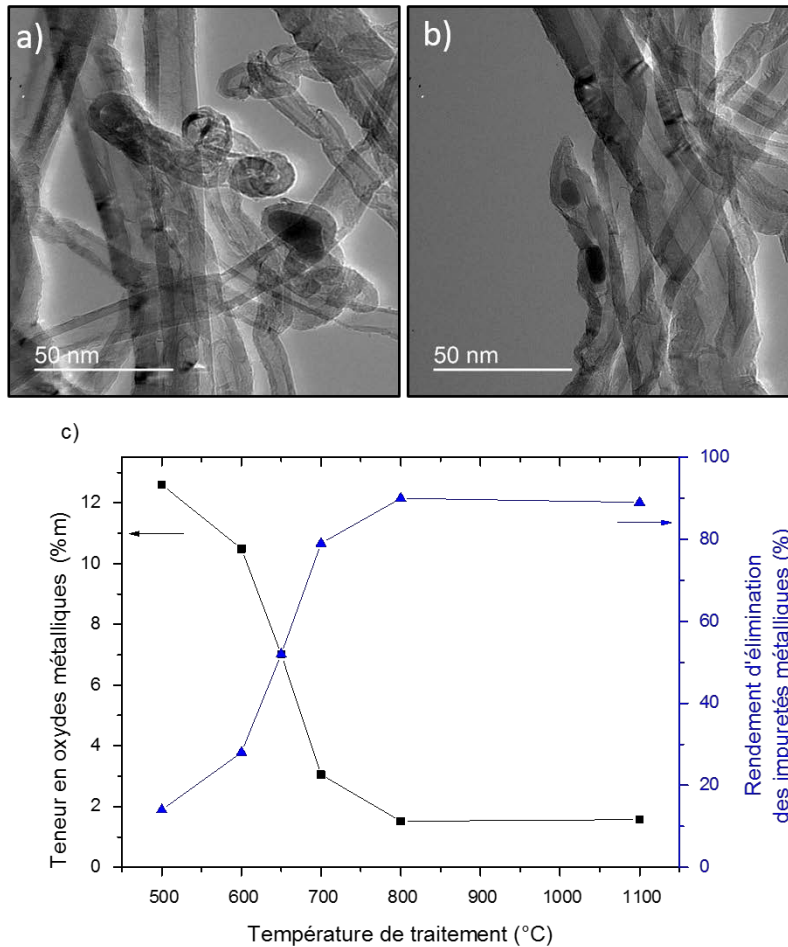 a)
b)
50 nm
50 nm
c)
Teneur en oxydes métalliques (%m)
12
10
8
6
4
2
0
100
80
60
40
20
0
Rendement d'élimination
des impuretés métalliques (%)
500
600
700
800
900
1000
1100
Température de traitement (°C)